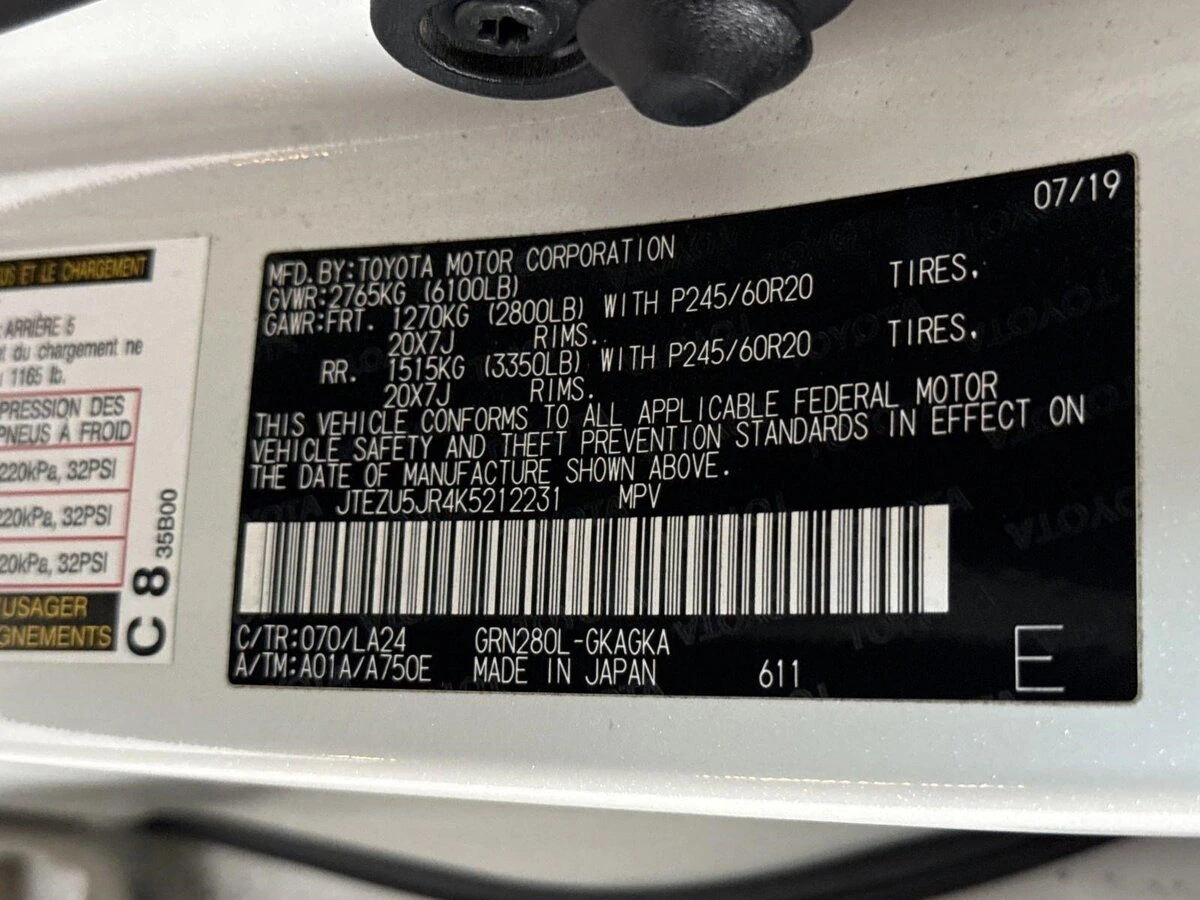 US ET LE CHARGEMENT
ARRIÈRE 5
du chargement ne
1165 lb.
PRESSION DES
PNEUS À FROID
220kPa, 32PSI
220kPa, 32PSI
20kPa, 32PSI
USAGER
GNEMENTS
C 8 35B00
07/19
MFD. BY:TOYOTA MOTOR CORPORATION
GVWR:2765KG (6100LB)
GAWR:FRT. 1270KG (2800LB) WITH P245/60R20 TIRES,
20X7J RIMS.
RR. 1515KG (3350LB) WITH P245/60R20 TIRES,
20X7J RIMS.
THIS VEHICLE CONFORMS TO ALL APPLICABLE FEDERAL MOTOR
VEHICLE SAFETY AND THEFT PREVENTION STANDARDS IN EFFECT ON
THE DATE OF MANUFACTURE SHOWN ABOVE.
JTEZU5JR4K5212231 MPV
C/TR:070/LA24 GRN280L-GKAGKA
A/TM:A01A/A750E MADE IN JAPAN 611 E